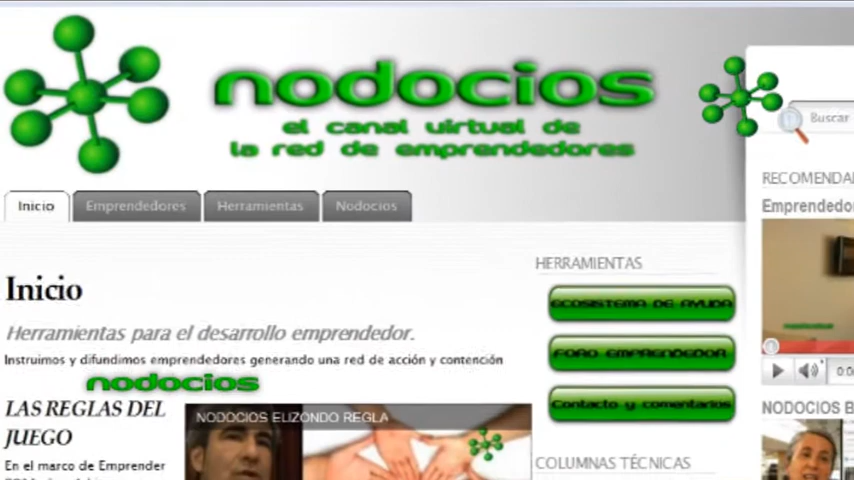 nodocios
el canal virtual de
la red de emprendedores
Buscar
Inicio
Emprendedores
Herramientas
Nodocios
RECOMENDA
Emprendedo
HERRAMIENTAS
Inicio
ECOSISTEMA DE AYUDA
Herramientas para el desarrollo emprendedor.
FORO EMPRENDEDOR
Instruimos y difundimos emprendedores generando una red de acción y contención
nodocios
Contacto y comentarios
LAS REGLAS DEL
JUEGO
NODOCIOS ELIZONDO REGLA
NODOCIOS B
En el marco de Emprender
COLUMNAS TÉCNICAS